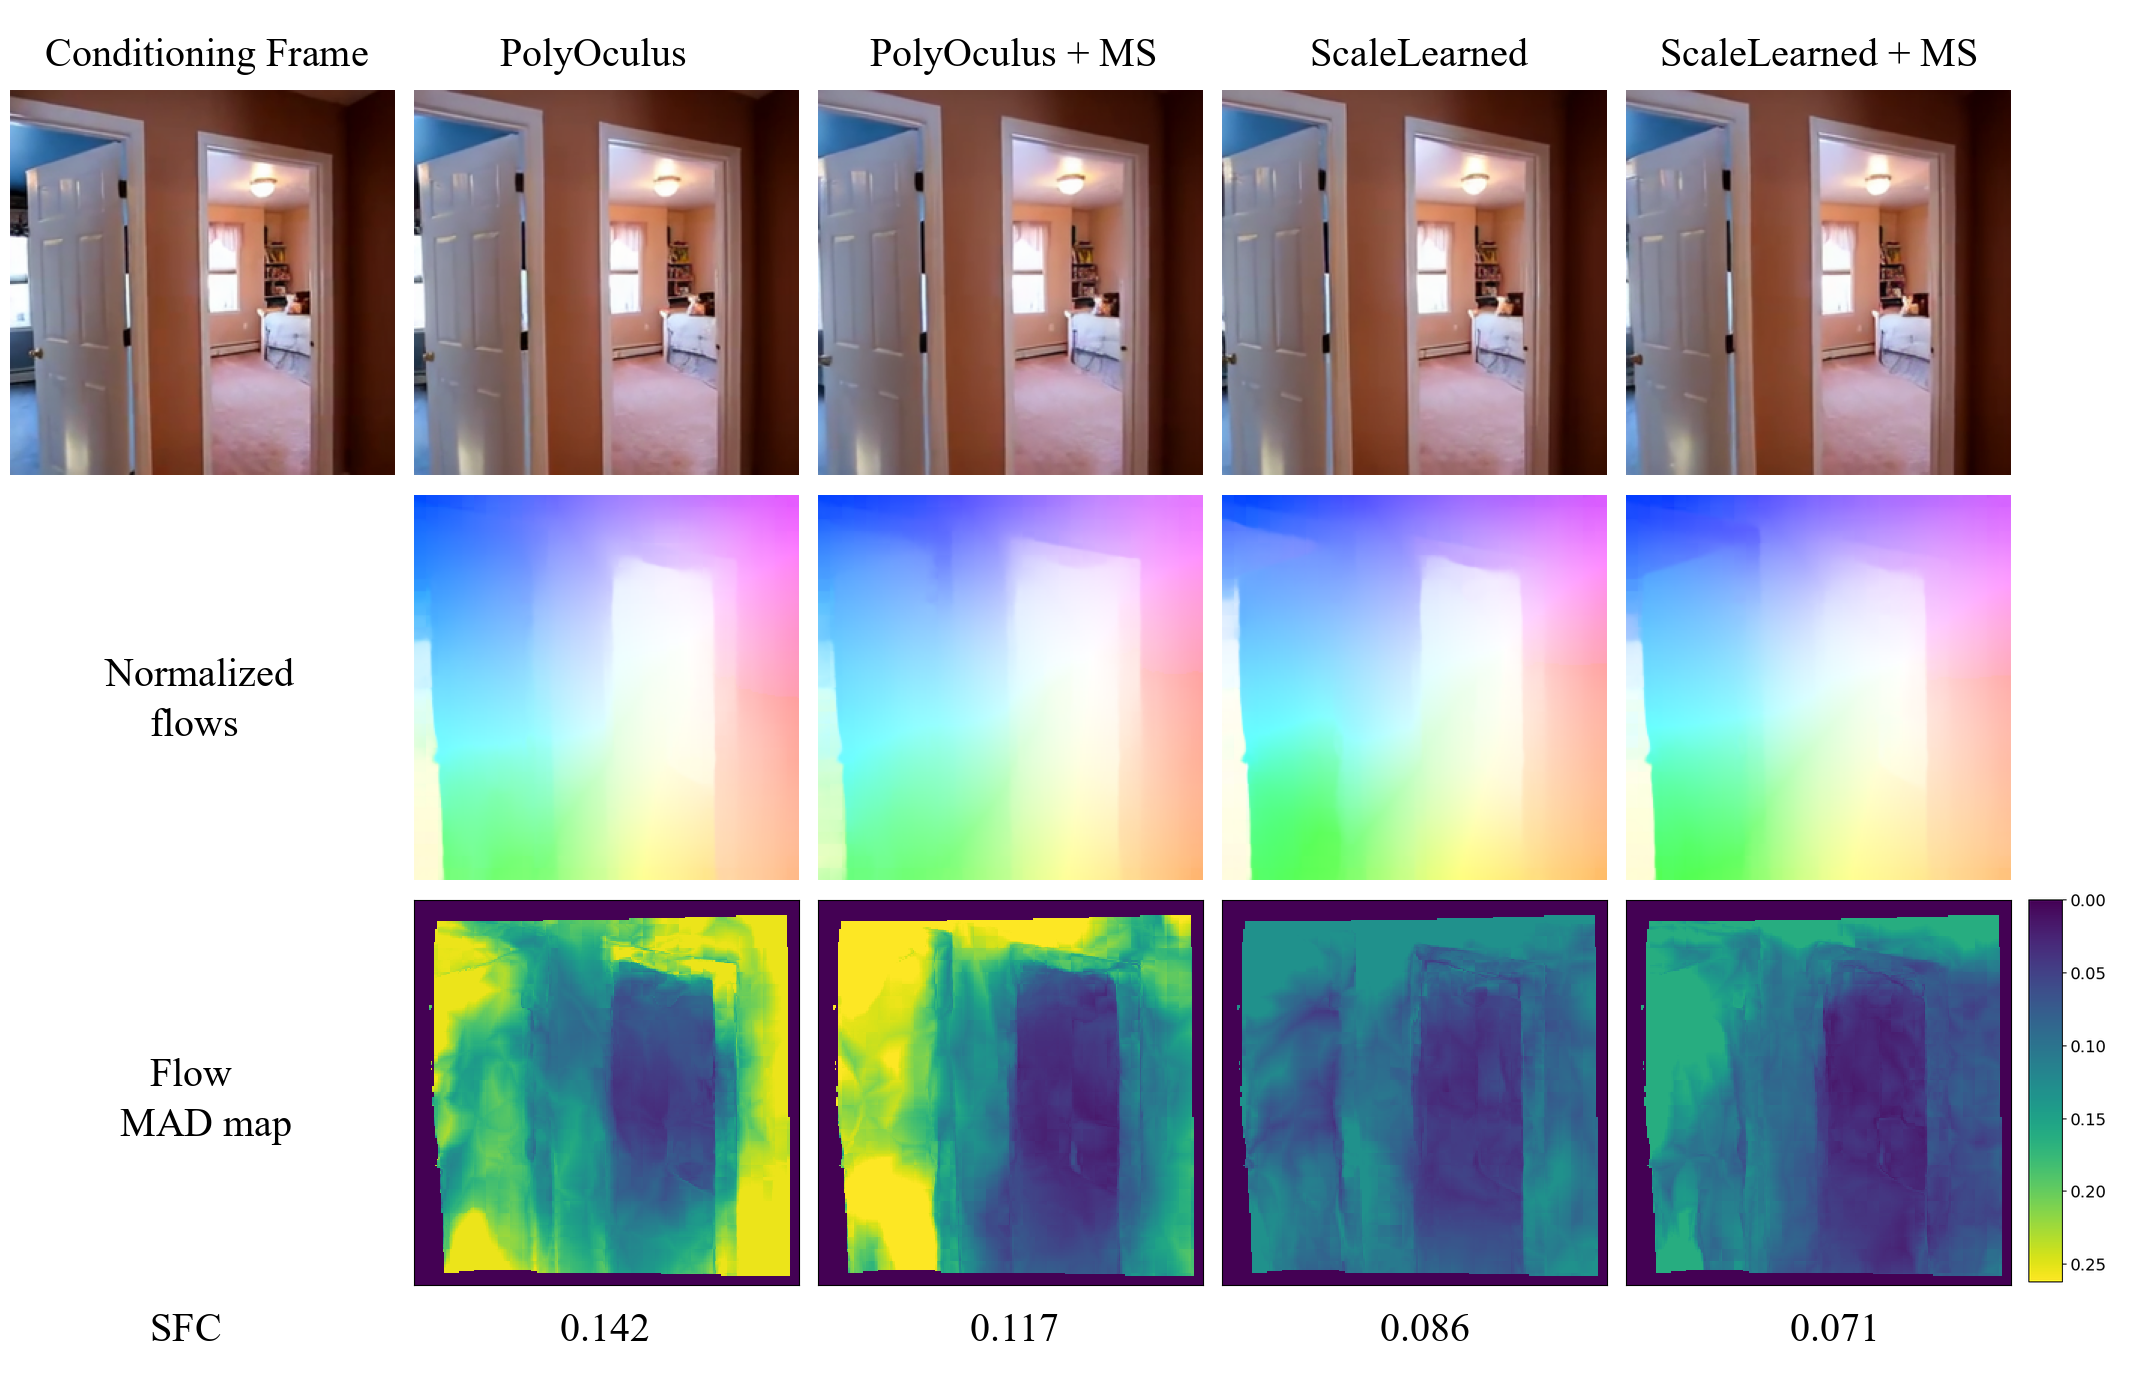 Conditioning Frame
PolyOculus
PolyOculus + MS
ScaleLearned
ScaleLearned + MS
Normalized
flows
Flow
MAD map
0.00
0.05
0.10
0.15
0.20
0.25
SFC
0.142
0.117
0.086
0.071